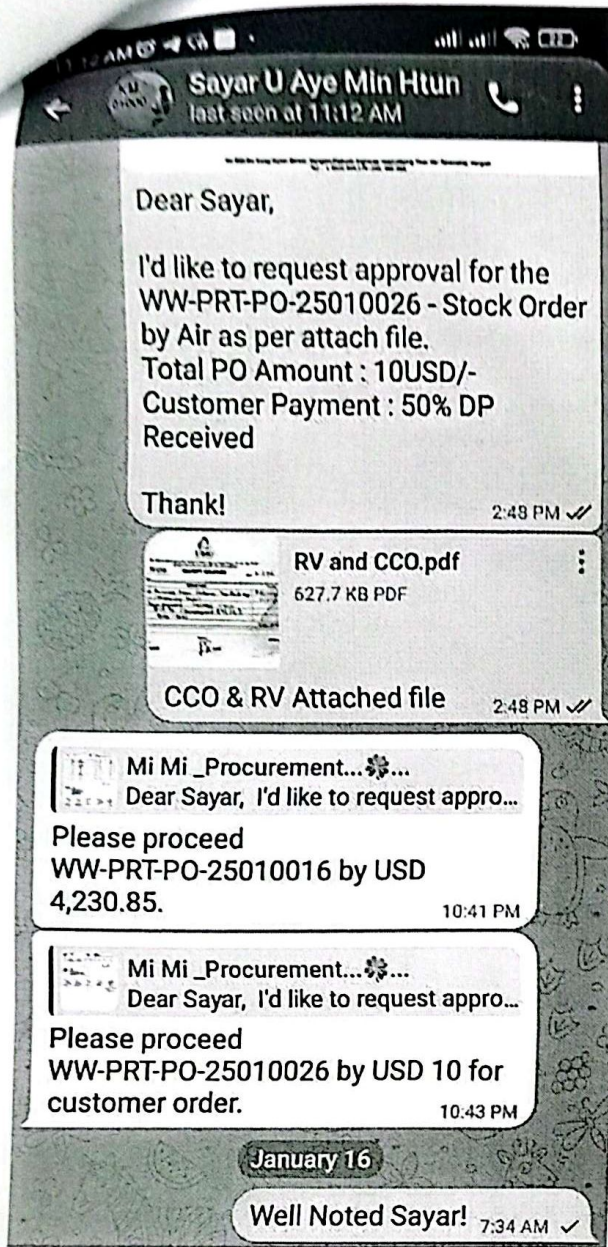 AM
Sayar U Aye Min Htun
last seen at 11:12 AM
Dear Sayar,
I'd like to request approval for the
WW-PRT-PO-25010026 - Stock Order
by Air as per attach file.
Total PO Amount : 10USD/-
Customer Payment : 50% DP
Received
Thank!
2:48 PM
RV and CCO.pdf
627.7 KB PDF
CCO & RV Attached file
2:48 PM
Mi Mi _Procurement...
Dear Sayar, I'd like to request appro...
Please proceed
WW-PRT-PO-25010016 by USD
4,230.85.
10:41 PM
Mi Mi _Procurement...
Dear Sayar, I'd like to request appro...
Please proceed
WW-PRT-PO-25010026 by USD 10 for
customer order.
10:43 PM
January 16
Well Noted Sayar! 7:34 AM